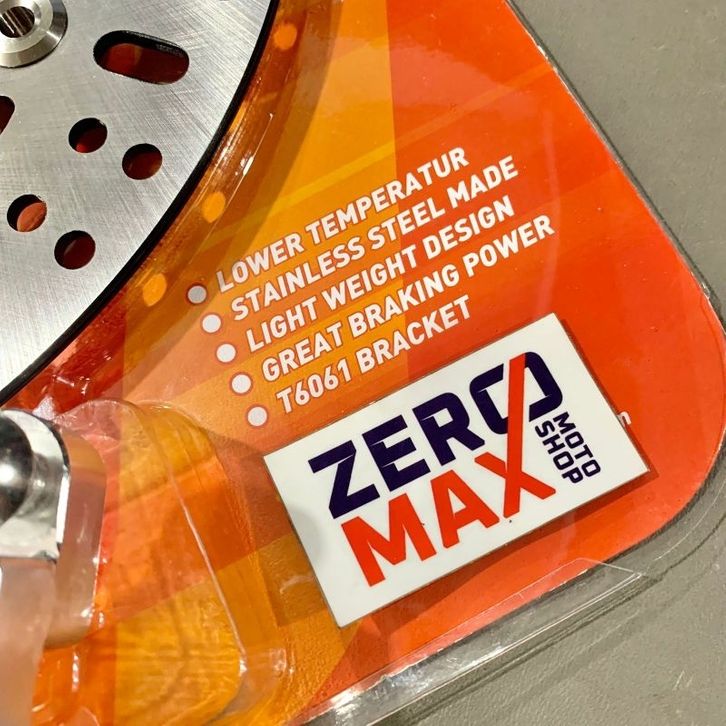 LOWER TEMPERATUR
STAINLESS STEEL MADE
LIGHT WEIGHT DESIGN
GREAT BRAKING POWER
T6061 BRACKET
ZERO
MAX
MOTO
SHOP